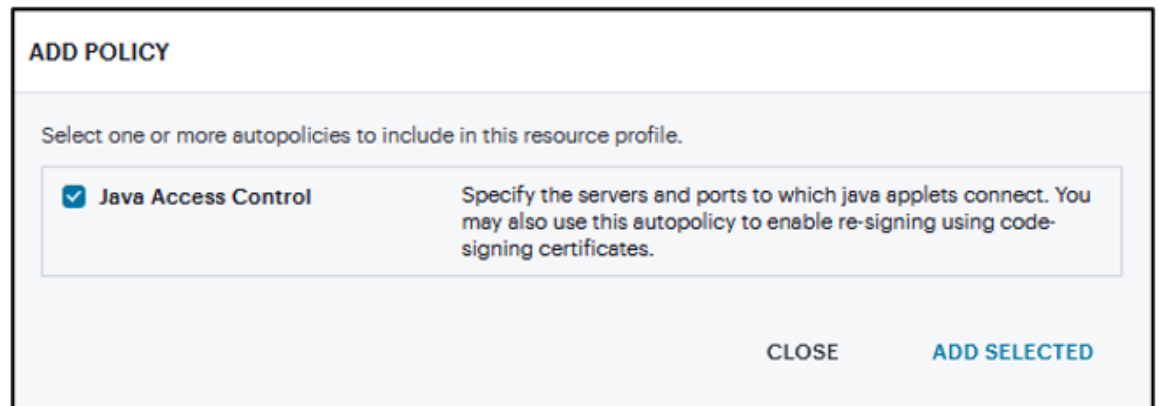 ADD POLICY
Select one or more autopolicies to include in this resource profile.
Java Access Control
Specify the servers and ports to which java applets connect. You
may also use this autopolicy to enable re-signing using code-
signing certificates.
CLOSE
ADD SELECTED